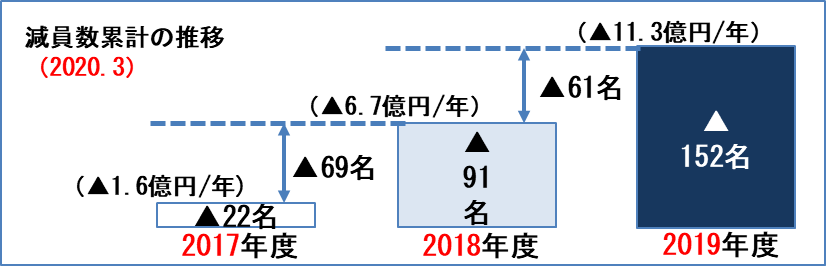 減員数累計の推移
(2020.3)
(▲11.3億円/年)
▲61名
▲
152名
(▲6.7億円/年)
▲69名
▲
91
名
(▲1.6億円/年)
▲22名
2017年度
2018年度
2019年度